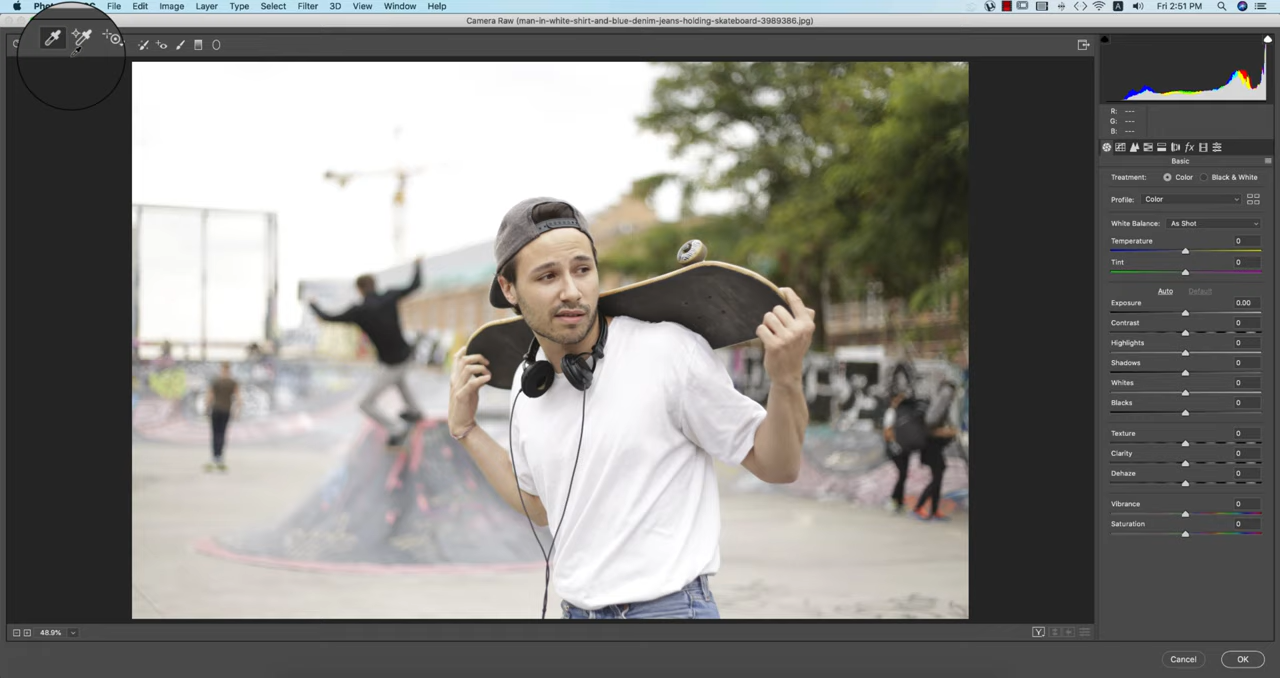 File Edit Image Layer Type Select Filter 3D View Window Help
Fri 2:51 PM
Camera Raw (man-in-white-shirt-and-blue-denim-jeans-holding-skateboard-3989386.jpg)
R: ---
G: ---
B: ---
fx
Basic
Treatment: Color Black & White
Profile: Color
White Balance: As Shot
Temperature 0
Tint 0
Auto Default
Exposure 0.00
Contrast 0
Highlights 0
Shadows 0
Whites 0
Blacks 0
Texture 0
Clarity 0
Dehaze 0
Vibrance 0
Saturation 0
48.9% Y
Cancel OK